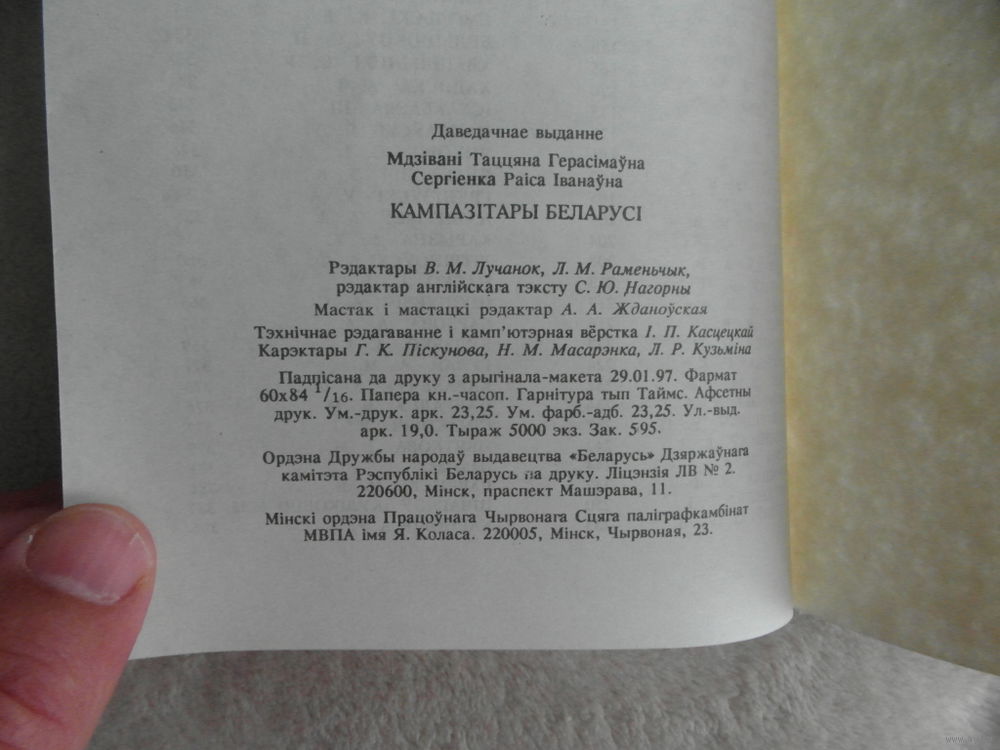 Даведачнае выданне
Мдзівані Таццяна Герасімаўна
Сергіенка Раіса Іванаўна
КАМПАЗІТАРЫ БЕЛАРУСІ
Рэдактары В. М. Лучанок, Л. М. Раменьчык,
рэдактар англійскага тэксту С. Ю. Нагорны
Мастак і мастацкі рэдактар А. А. Жданоўская
Тэхнічнае рэдагаванне і камп'ютэрная вёрстка І. П. Касцецкай
Карэктары Г. К. Піскунова, Н. М. Масарэнка, Л. Р. Кузьміна
Падпісана да друку з арыгінала-макета 29.01.97. Фармат
60х84 1/16. Папера кн.-часоп. Гарнітура тып Таймс. Афсетны
друк. Ум.-друк. арк. 23,25. Ум. фарб.-адб. 23,25. Ул.-выд.
арк. 19,0. Тыраж 5000 экз. Зак. 595.
Ордэна Дружбы народаў выдавецтва «Беларусь» Дзяржаўнага
камітэта Рэспублікі Беларусь па друку. Ліцэнзія ЛВ № 2.
220600, Мінск, праспект Машэрава, 11.
Мінскі ордэна Працоўнага Чырвонага Сцяга паліграфкамбінат
МВПА імя Я. Коласа. 220005, Мінск, Чырвоная, 23.